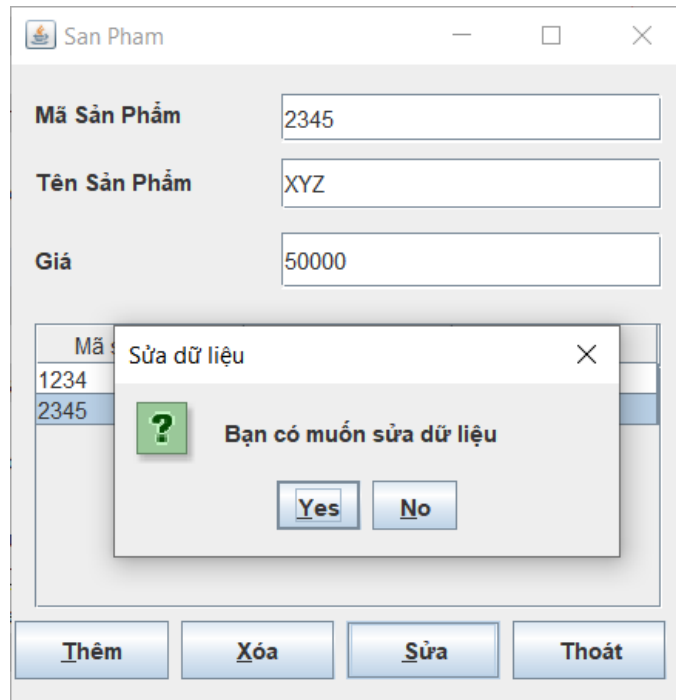 San Pham
Mã Sản Phẩm
2345
Tên Sản Phẩm
XYZ
Giá
50000
Mã
1234
2345
Sửa dữ liệu
Bạn có muốn sửa dữ liệu
Yes
No
Thêm
Xóa
Sửa
Thoát